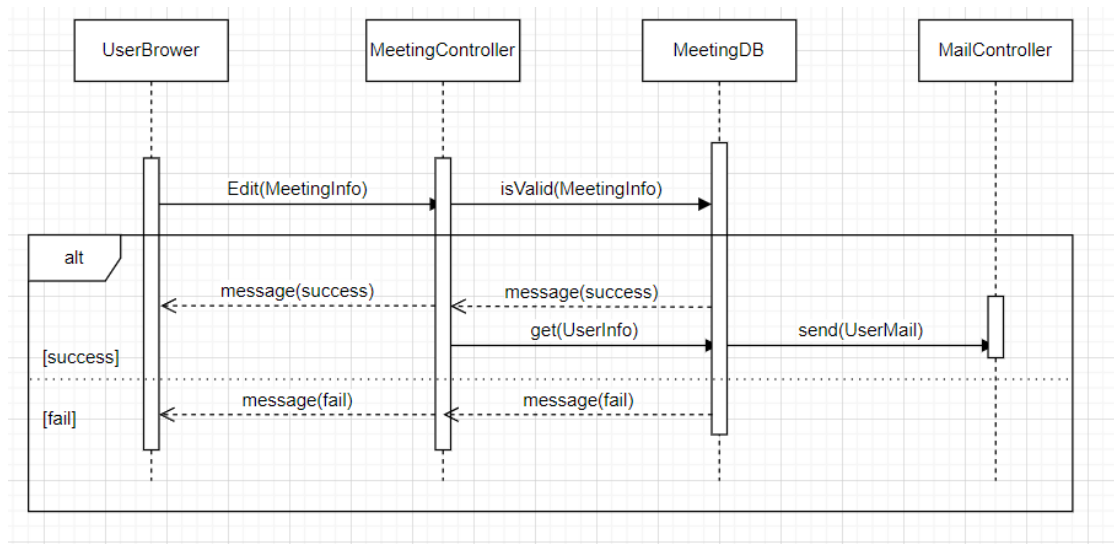 UserBrower
MeetingController
MeetingDB
MailController
Edit(MeetingInfo)
isValid(MeetingInfo)
alt
message(success)
message(success)
get(UserInfo)
send(UserMail)
[success]
message(fail)
message(fail)
[fail]